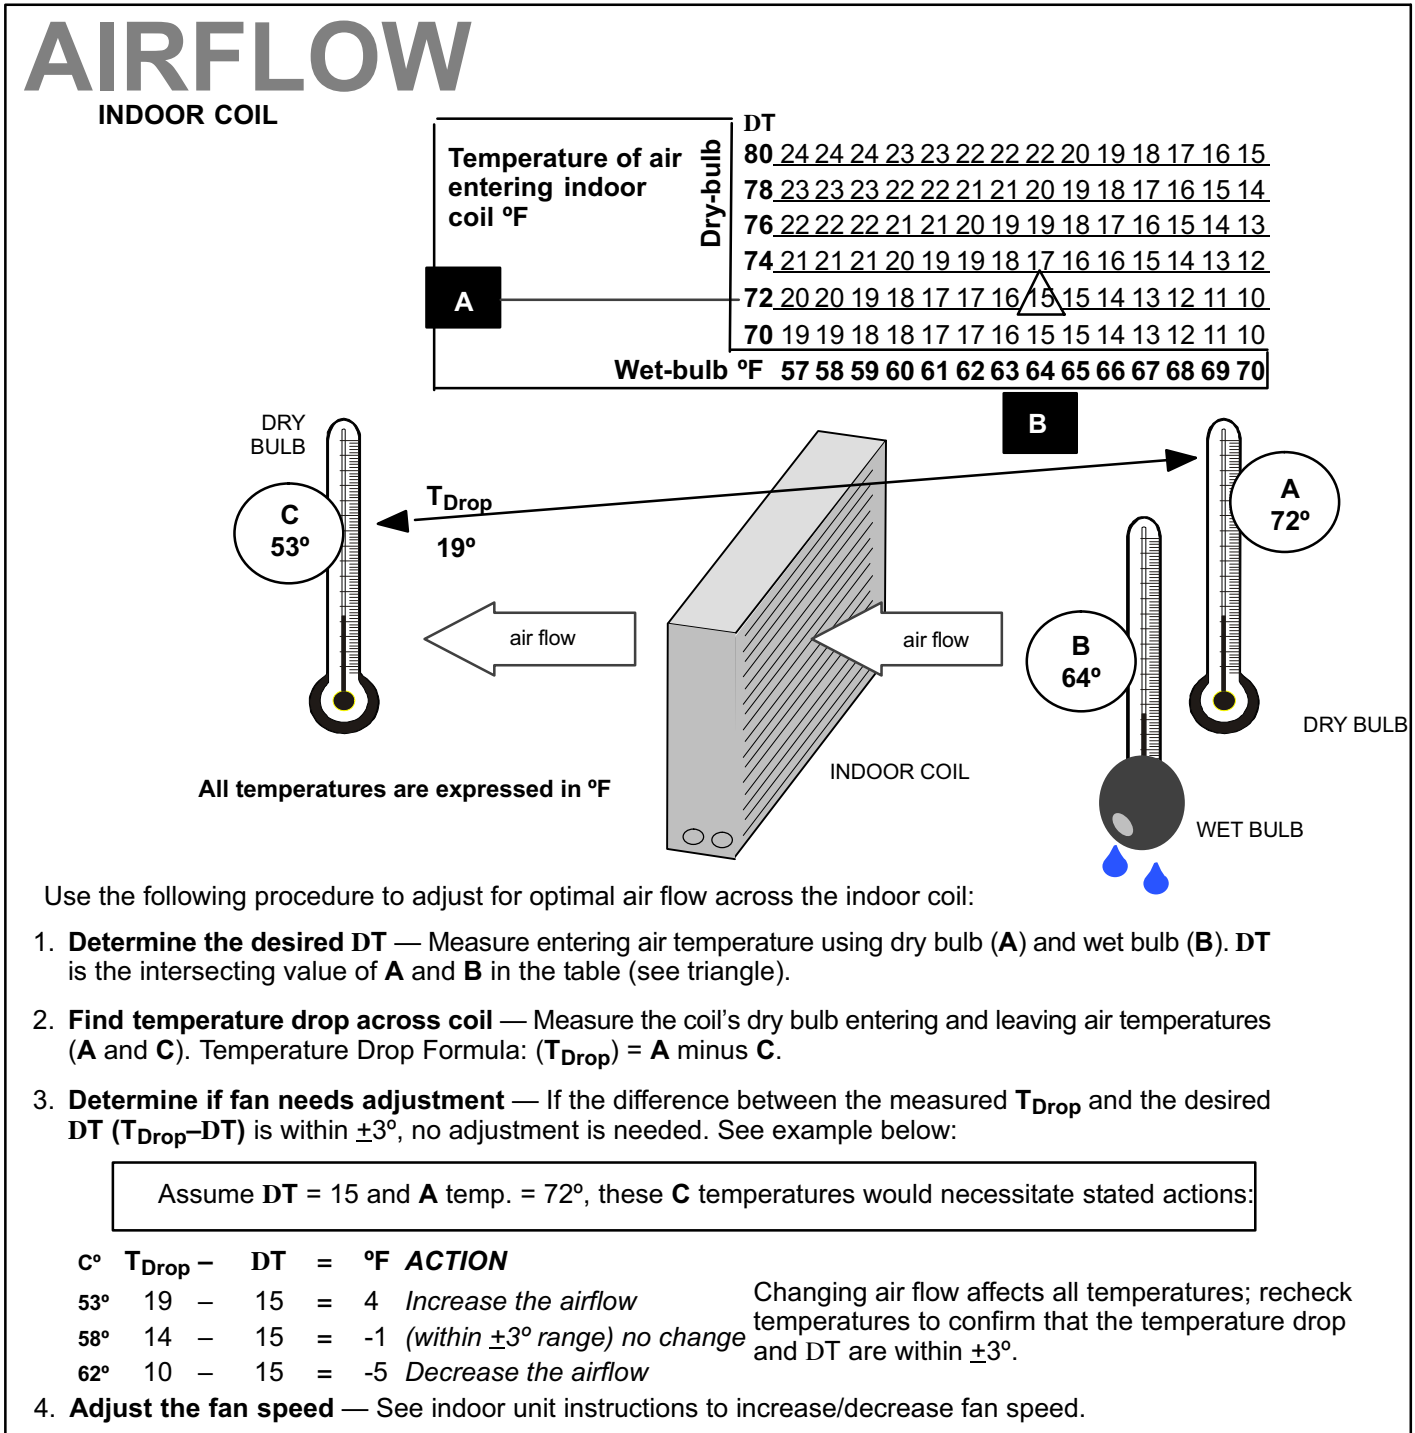 AIRFLOW
INDOOR COIL
Temperature of air
entering indoor
coil ºF
Dry-bulb
DT
80 24 24 24 23 23 22 22 22 20 19 18 17 16 15
78 23 23 23 22 22 21 21 20 19 18 17 16 15 14
76 22 22 22 21 21 20 19 19 18 17 16 15 14 13
74 21 21 21 20 19 19 18 17 16 16 15 14 13 12
A
72 20 20 19 18 17 17 16 15 15 14 13 12 11 10
70 19 19 18 18 17 17 16 15 15 14 13 12 11 10
Wet-bulb ºF 57 58 59 60 61 62 63 64 65 66 67 68 69 70
B
DRY
BULB
C
53º
TDrop
19º
A
72º
air flow
air flow
B
64º
DRY BULB
INDOOR COIL
All temperatures are expressed in ºF
WET BULB
Use the following procedure to adjust for optimal air flow across the indoor coil:
1. Determine the desired DT — Measure entering air temperature using dry bulb (A) and wet bulb (B). DT
is the intersecting value of A and B in the table (see triangle).
2. Find temperature drop across coil — Measure the coil’s dry bulb entering and leaving air temperatures
(A and C). Temperature Drop Formula: (TDrop) = A minus C.
3. Determine if fan needs adjustment — If the difference between the measured TDrop and the desired
DT (TDrop–DT) is within ±3º, no adjustment is needed. See example below:
Assume DT = 15 and A temp. = 72º, these C temperatures would necessitate stated actions:
Cº TDrop – DT = ºF ACTION
53º 19 – 15 = 4 Increase the airflow
58º 14 – 15 = -1 (within ±3º range) no change
62º 10 – 15 = -5 Decrease the airflow
Changing air flow affects all temperatures; recheck
temperatures to confirm that the temperature drop
and DT are within ±3º.
4. Adjust the fan speed — See indoor unit instructions to increase/decrease fan speed.